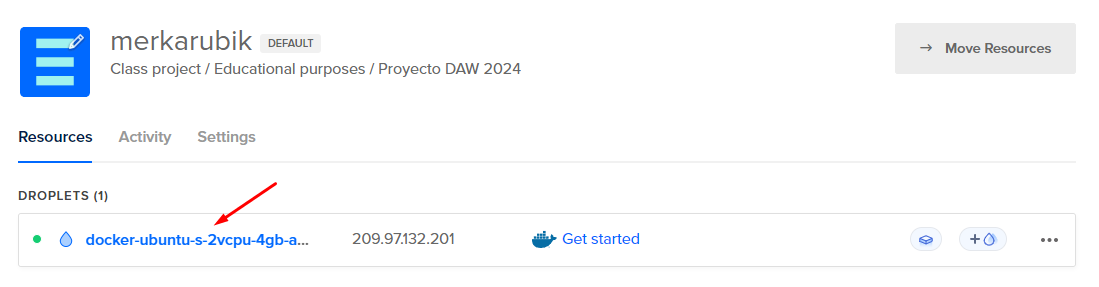 merkarubik DEFAULT
Class project / Educational purposes / Proyecto DAW 2024
→ Move Resources
Resources Activity Settings
DROPLETS (1)
docker-ubuntu-s-2vcpu-4gb-a... 209.97.132.201 Get started